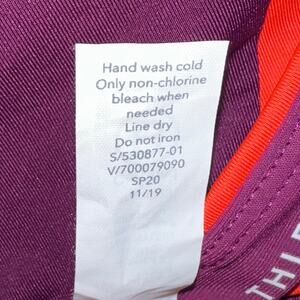 Hand wash cold
Only non-chlorine
bleach when
needed
Line dry
Do not iron
S/530877-01
V/700079090
SP20
11/19